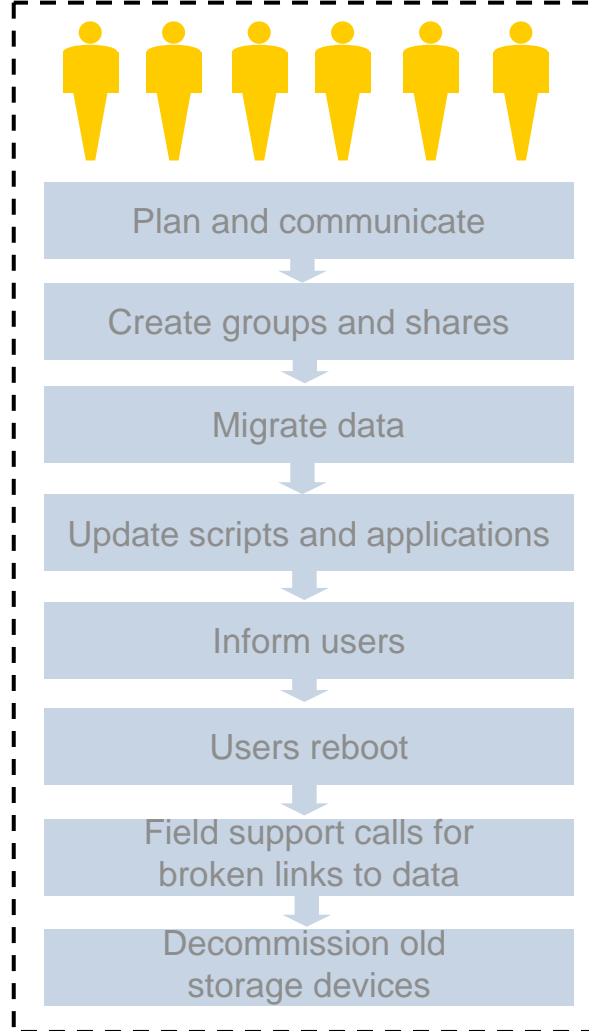 Plan and communicate
Create groups and shares
Migrate data
Update scripts and applications
Inform users
Users reboot
Field support calls for
broken links to data
Decommission old
storage devices